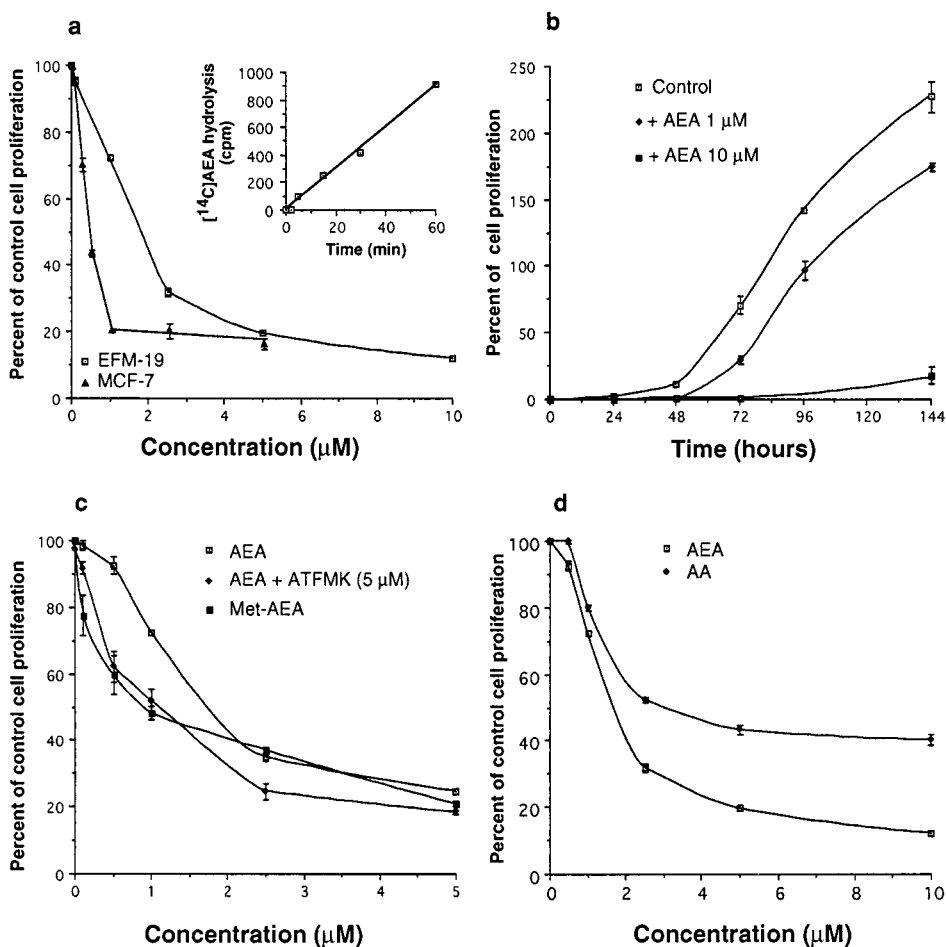 a
Percent of control cell proliferation
100
80
60
40
20
0
0
2
4
6
8
10
Concentration (μM)
EFM-19
MCF-7
[¹⁴C]AEA hydrolysis
(cpm)
1000
800
600
400
200
0
0
20
40
60
Time (min)
b
Percent of cell proliferation
250
200
150
100
50
0
0
24
48
72
96
120
144
Time (hours)
Control
+ AEA 1 μM
+ AEA 10 μM
c
Percent of control cell proliferation
100
80
60
40
20
0
0
1
2
3
4
5
Concentration (μM)
AEA
AEA + ATFMK (5 μM)
Met-AEA
d
Percent of control cell proliferation
100
80
60
40
20
0
0
2
4
6
8
10
Concentration (μM)
AEA
AA